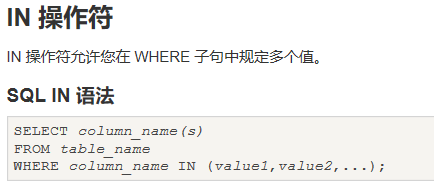 IN 操作符
IN 操作符允许您在 WHERE 子句中规定多个值。
SQL IN 语法
SELECT column_name(s)
FROM table_name
WHERE column_name IN (value1,value2,...);